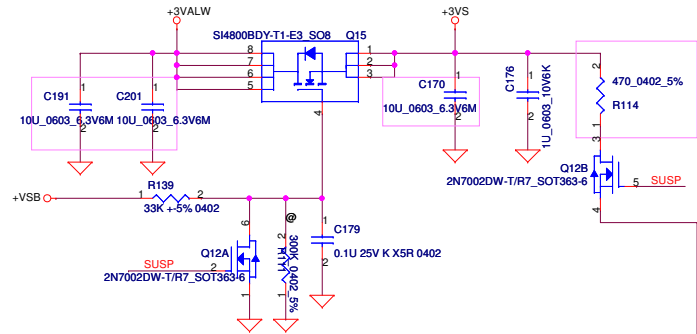 +3VALW
+3VS
SI4800BDY-T1-E3_SO8
Q15
8
7
6
5
1
2
3
4
1
C191
2
10U_0603_6.3V6M
1
C201
2
10U_0603_6.3V6M
1
C170
2
10U_0603_6.3V6M
1
C176
2
1U_0603_10V6K
2
470_0402_5%
R114
1
3
Q12B
2N7002DW-T/R7_SOT363-6
5
SUSP
4
+VSB
R139
1
2
33K +-5% 0402
@
6
Q12A
SUSP
2
2N7002DW-T/R7_SOT363-6
1
2
300K_0402_5%
1
1
C179
0.1U 25V K X5R 0402
2